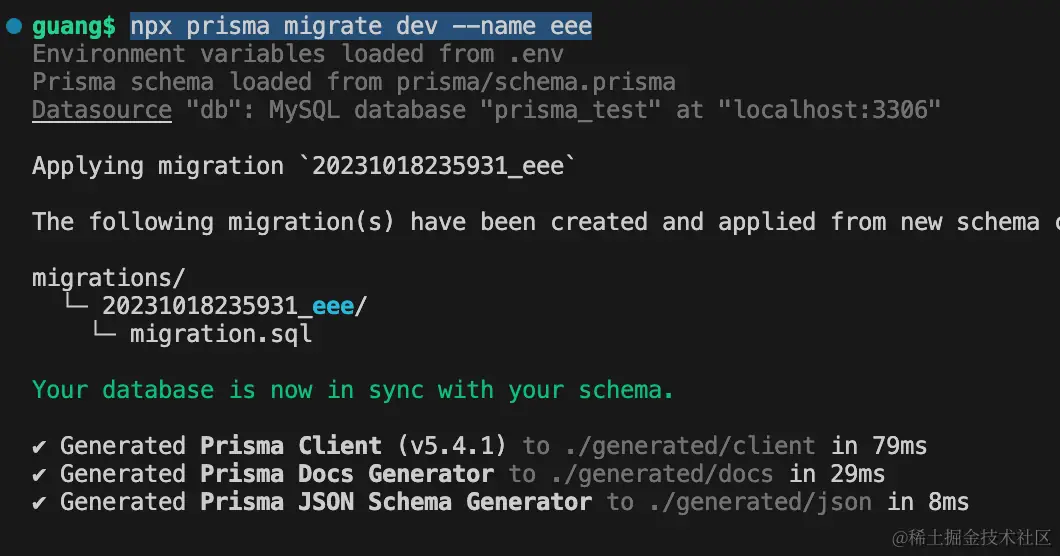 guang$ npx prisma migrate dev --name eee
Environment variables loaded from .env
Prisma schema loaded from prisma/schema.prisma
Datasource "db": MySQL database "prisma_test" at "localhost:3306"
Applying migration `20231018235931_eee`
The following migration(s) have been created and applied from new schema
migrations/
└─ 20231018235931_eee/
└─ migration.sql
Your database is now in sync with your schema.
✔ Generated Prisma Client (v5.4.1) to ./generated/client in 79ms
✔ Generated Prisma Docs Generator to ./generated/docs in 29ms
✔ Generated Prisma JSON Schema Generator to ./generated/json in 8ms
@稀土掘金技术社区